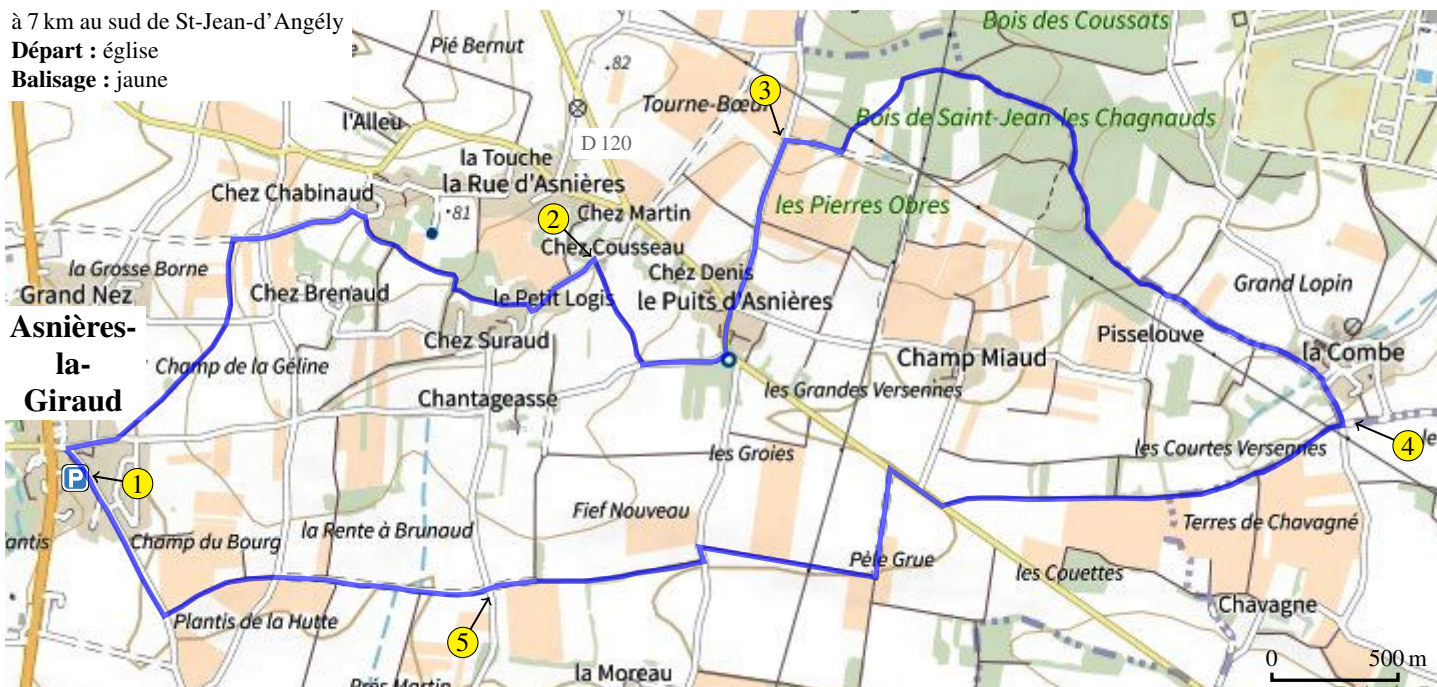 à 7 km au sud de St-Jean-d'Angély
Départ : église
Balisage : jaune
Pié Bernut
82
Bois des Coussats
l'Alleu
Tourne-Bœuf
3
Bois de Saint-Jean-les Chagnauds
D 120
la Touche
la Rue d'Asnières
Chez Chabinaud
81
Chez Martin
2
les Pierres Obres
Chez Cousseau
la Grosse Borne
Chez Denis
Grand Lopin
Grand Nez
Chez Brenaud
le Petit Logis
le Puits d'Asnières
Asnières-
la-
Giraud
Champ de la Géline
Chez Suraud
Champ Miaud
Pisselouve
la Combe
Chantageasse
les Grandes Versennes
les Groies
les Courtes Versennes
4
le
P
1
Fief Nouveau
Terres de Chavagné
la Rente à Brunaud
antis
Champ du Bourg
Pèle Grue
les Couettes
Chavagne
Plantis de la Hutte
5
la Moreau
Prés Martin
0 500 m